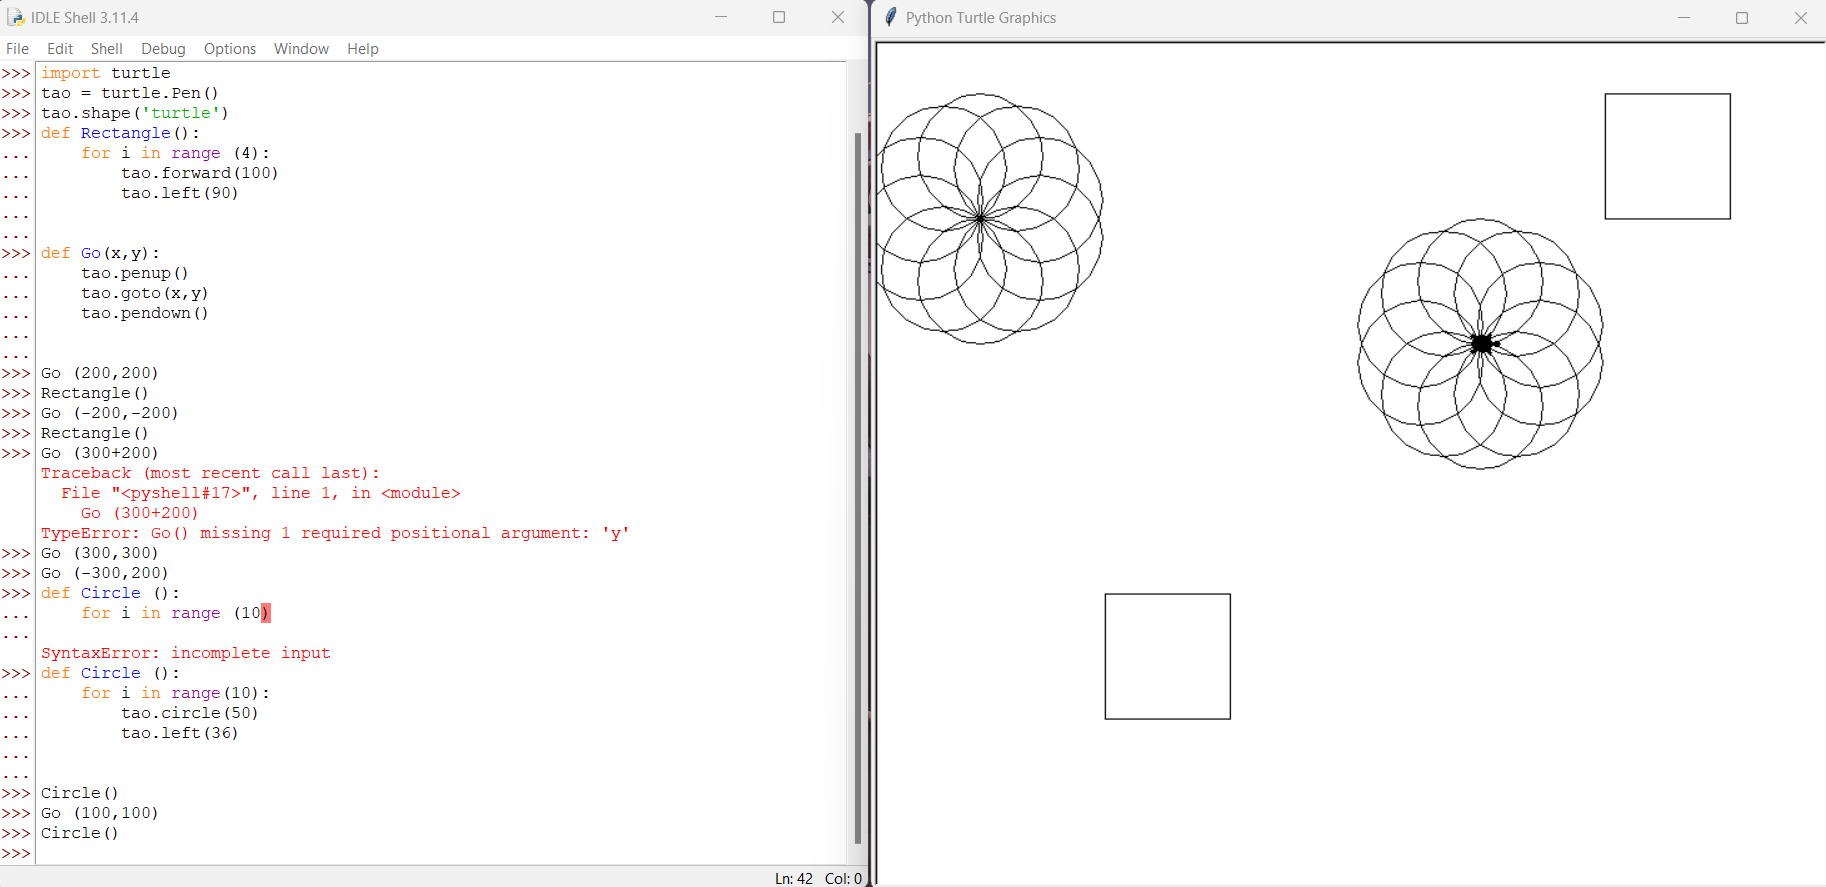 IDLE Shell 3.11.4
File Edit Shell Debug Options Window Help
>>> import turtle
>>> tao = turtle.Pen()
>>> tao.shape('turtle')
>>> def Rectangle():
...     for i in range (4):
...         tao.forward(100)
...         tao.left(90)
...
...
>>> def Go(x,y):
...     tao.penup()
...     tao.goto(x,y)
...     tao.pendown()
...
...
>>> Go (200,200)
>>> Rectangle()
>>> Go (-200,-200)
>>> Rectangle()
>>> Go (300+200)
Traceback (most recent call last):
  File "<pyshell#17>", line 1, in <module>
    Go (300+200)
TypeError: Go() missing 1 required positional argument: 'y'
>>> Go (300,300)
>>> Go (-300,200)
>>> def Circle ():
...     for i in range (10)
...
SyntaxError: incomplete input
>>> def Circle ():
...     for i in range(10):
...         tao.circle(50)
...         tao.left(36)
...
...
>>> Circle()
>>> Go (100,100)
>>> Circle()
>>>
Ln: 42 Col: 0
Python Turtle Graphics